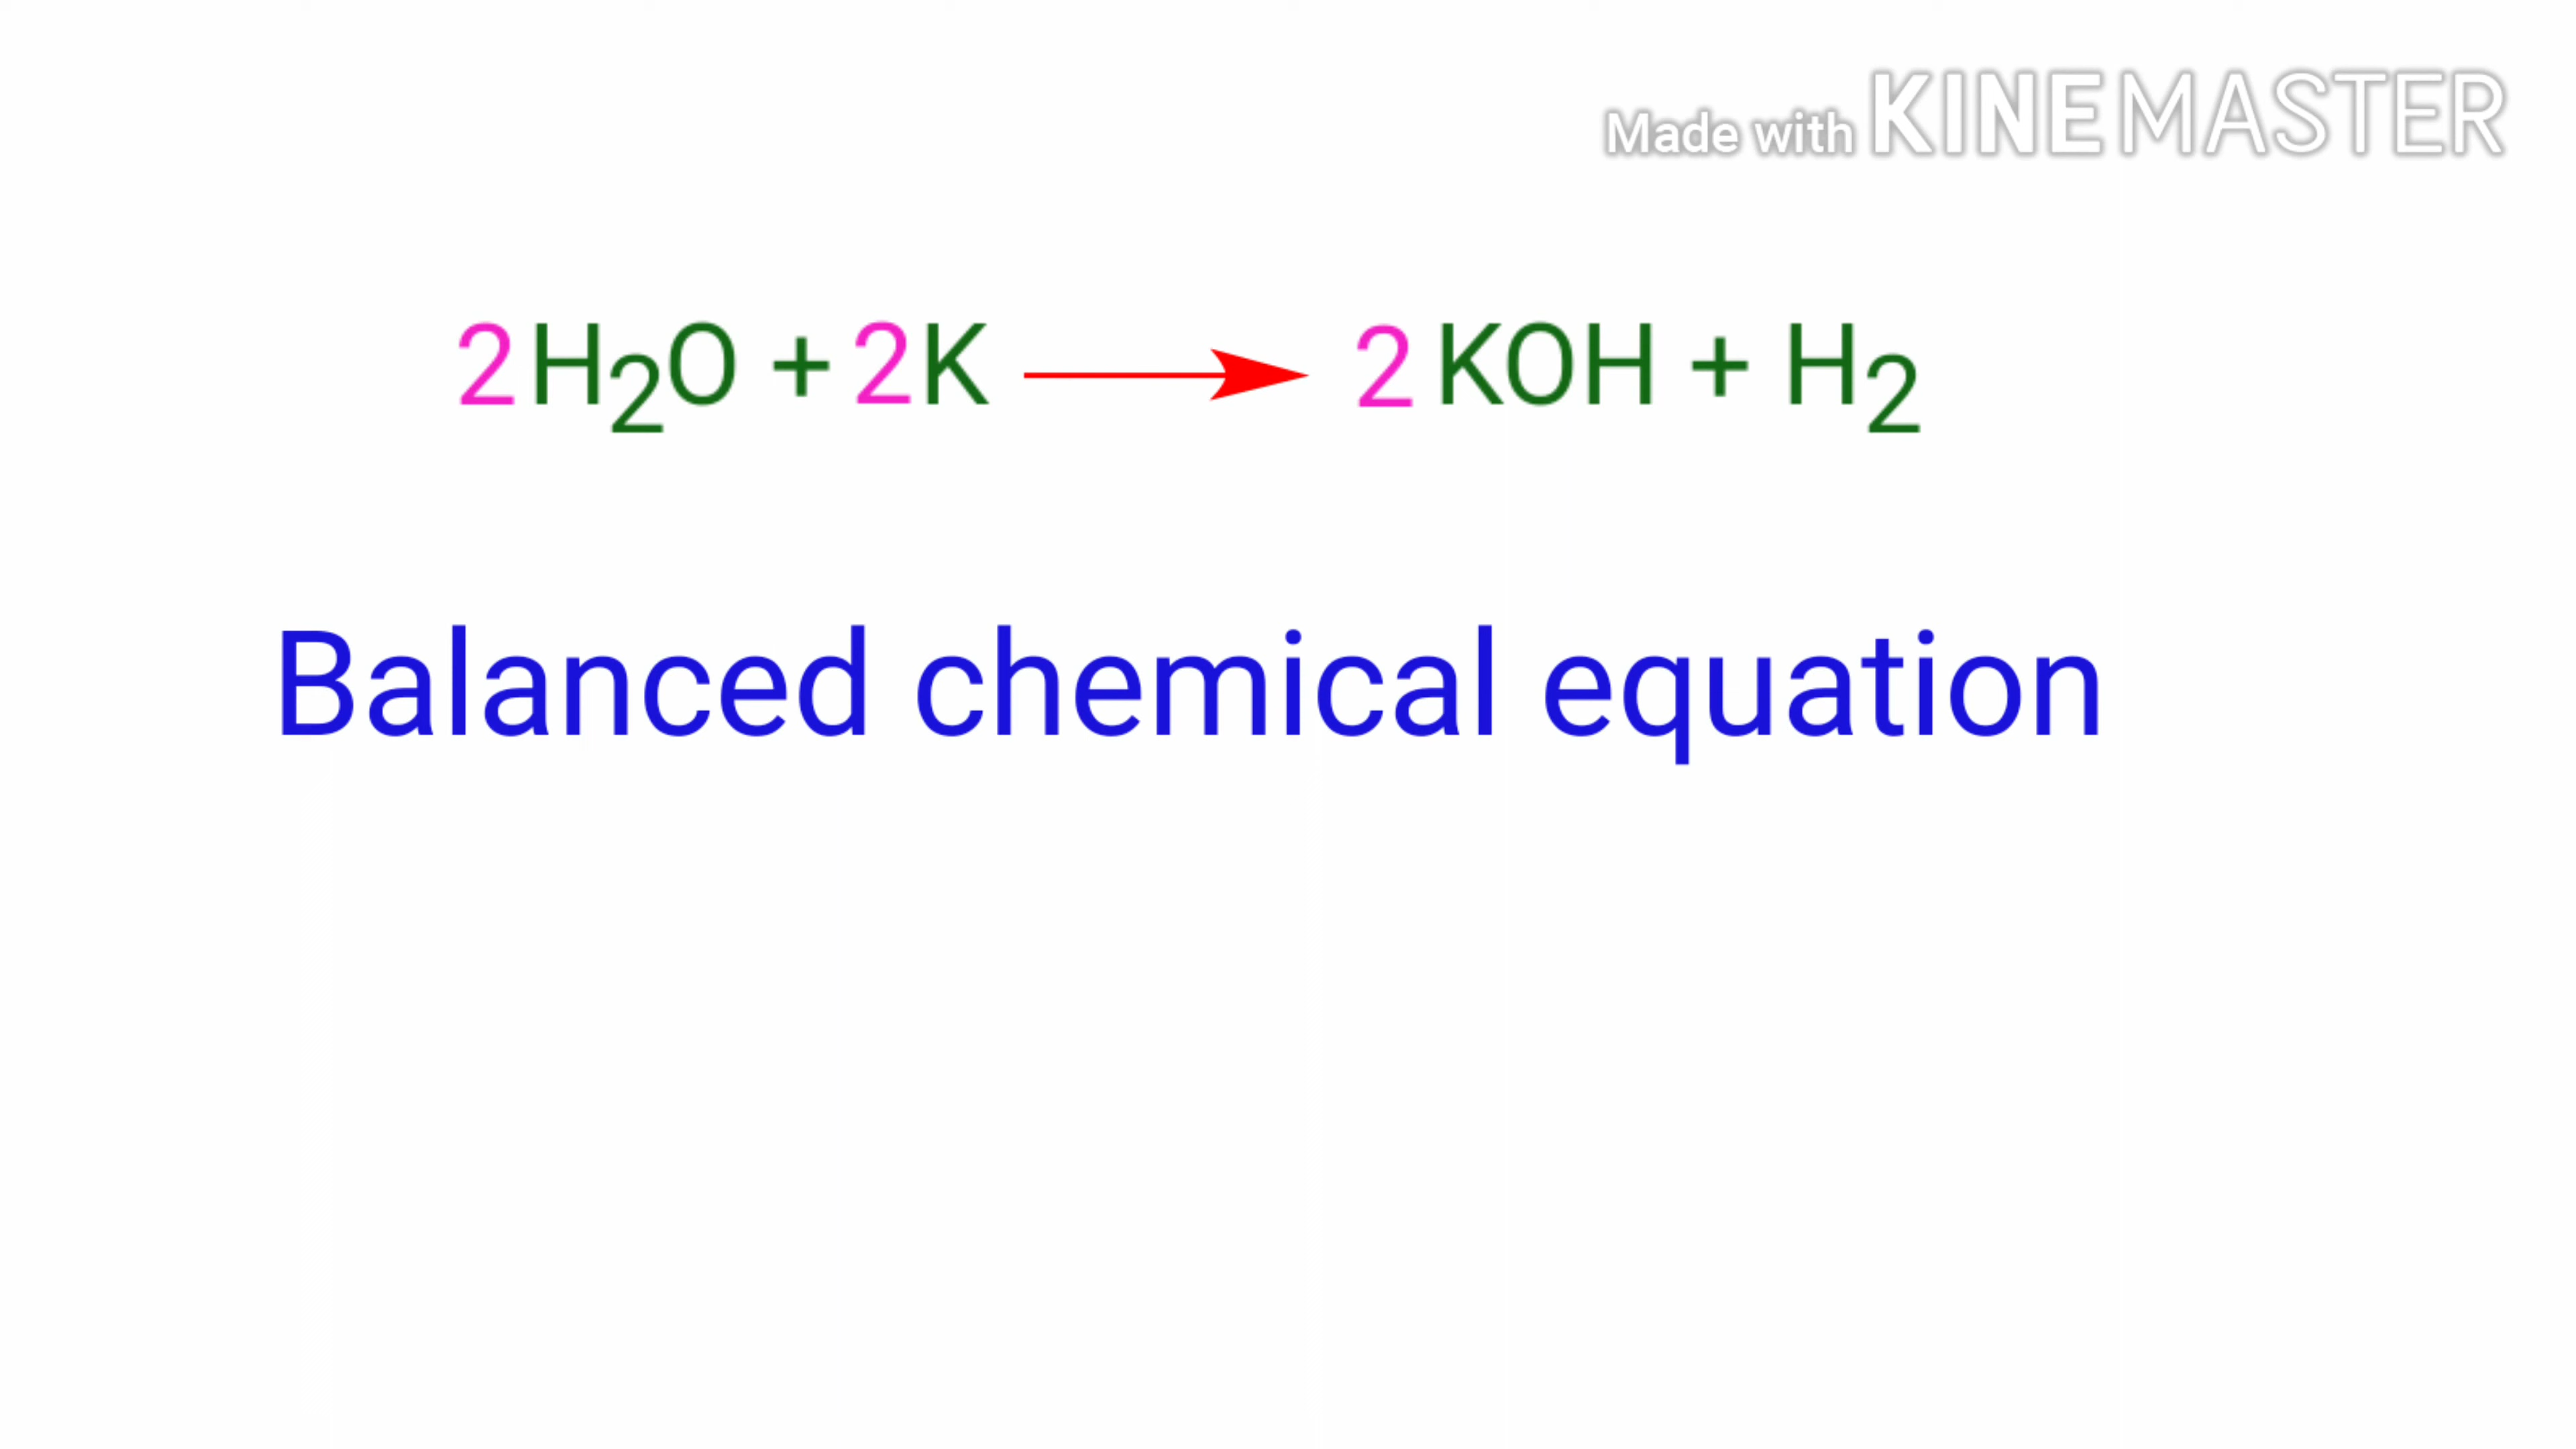 Made with KINEMASTER
2H2O + 2K → 2KOH + H2
Balanced chemical equation